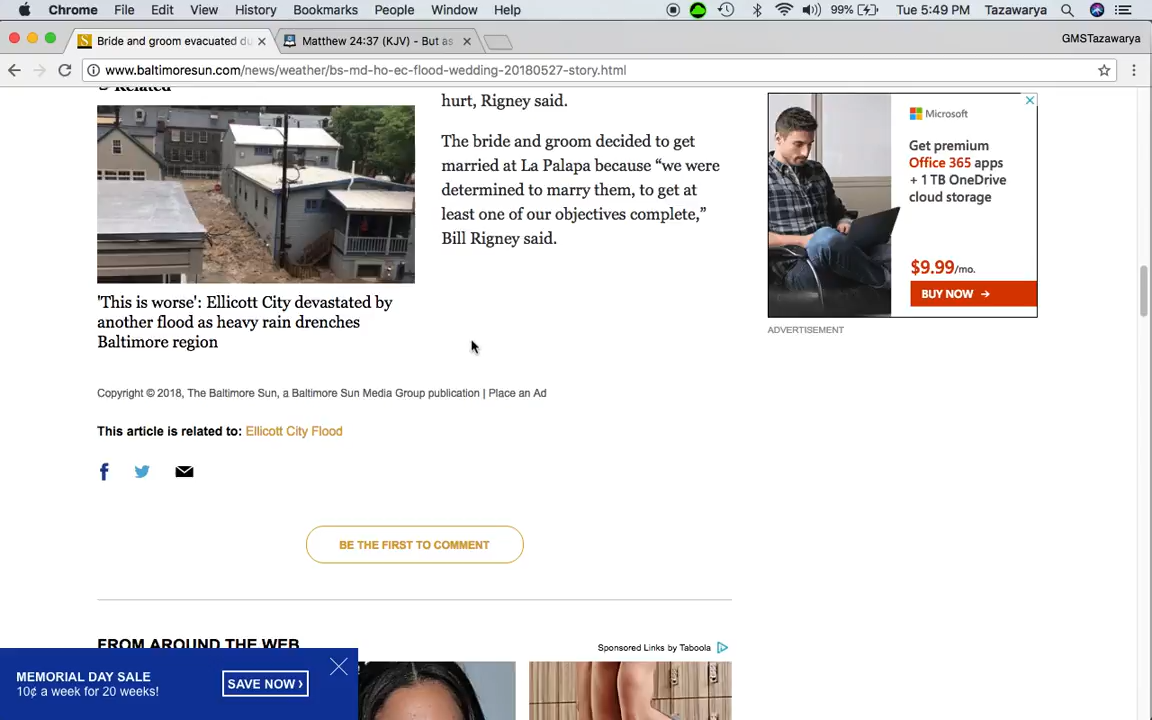 Chrome File Edit View History Bookmarks People Window Help 99% Tue 5:49 PM Tazawarya
Bride and groom evacuated du
Matthew 24:37 (KJV) - But as
GMSTazawarya
www.baltimoresun.com/news/weather/bs-md-ho-ec-flood-wedding-20180527-story.html
Related
'This is worse': Ellicott City devastated by
another flood as heavy rain drenches
Baltimore region
hurt, Rigney said.
The bride and groom decided to get
married at La Palapa because “we were
determined to marry them, to get at
least one of our objectives complete,”
Bill Rigney said.
Microsoft
Get premium
Office 365 apps
+ 1 TB OneDrive
cloud storage
$9.99/mo.
BUY NOW →
ADVERTISEMENT
Copyright © 2018, The Baltimore Sun, a Baltimore Sun Media Group publication | Place an Ad
This article is related to: Ellicott City Flood
BE THE FIRST TO COMMENT
FROM AROUND THE WEB
Sponsored Links by Taboola
MEMORIAL DAY SALE
10¢ a week for 20 weeks!
SAVE NOW ›